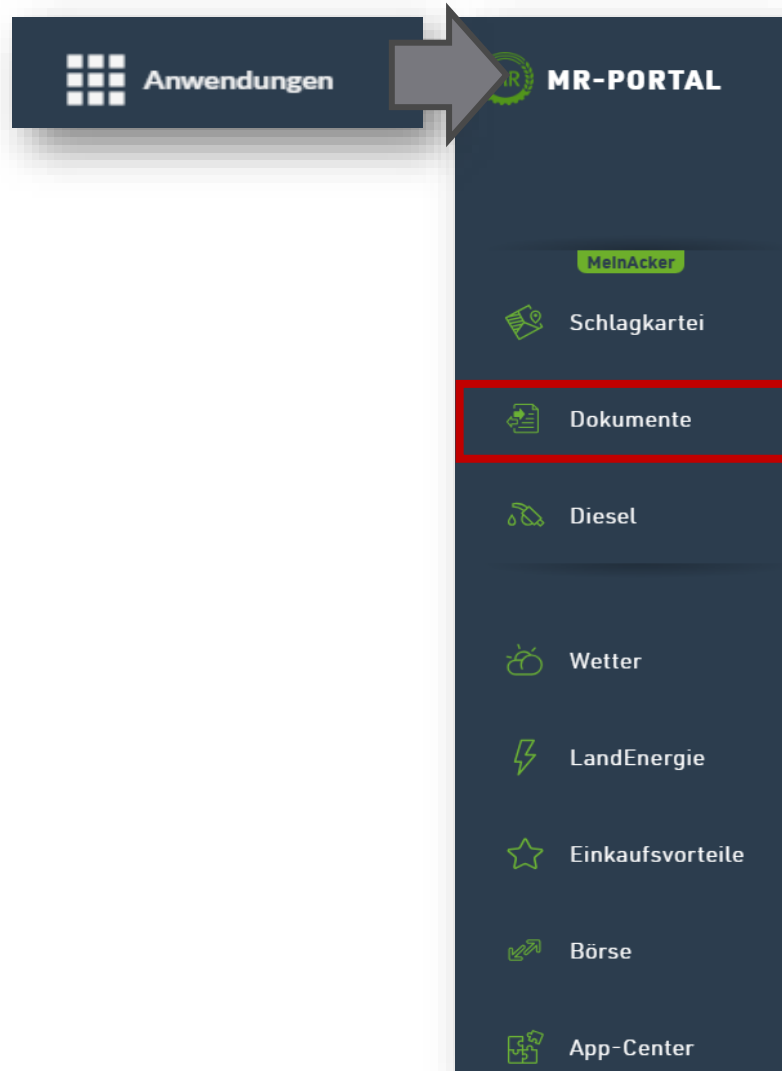 Anwendungen
MR-PORTAL
MeinAcker
Schlagkartei
Dokumente
Diesel
Wetter
LandEnergie
Einkaufsvorteile
Börse
App-Center